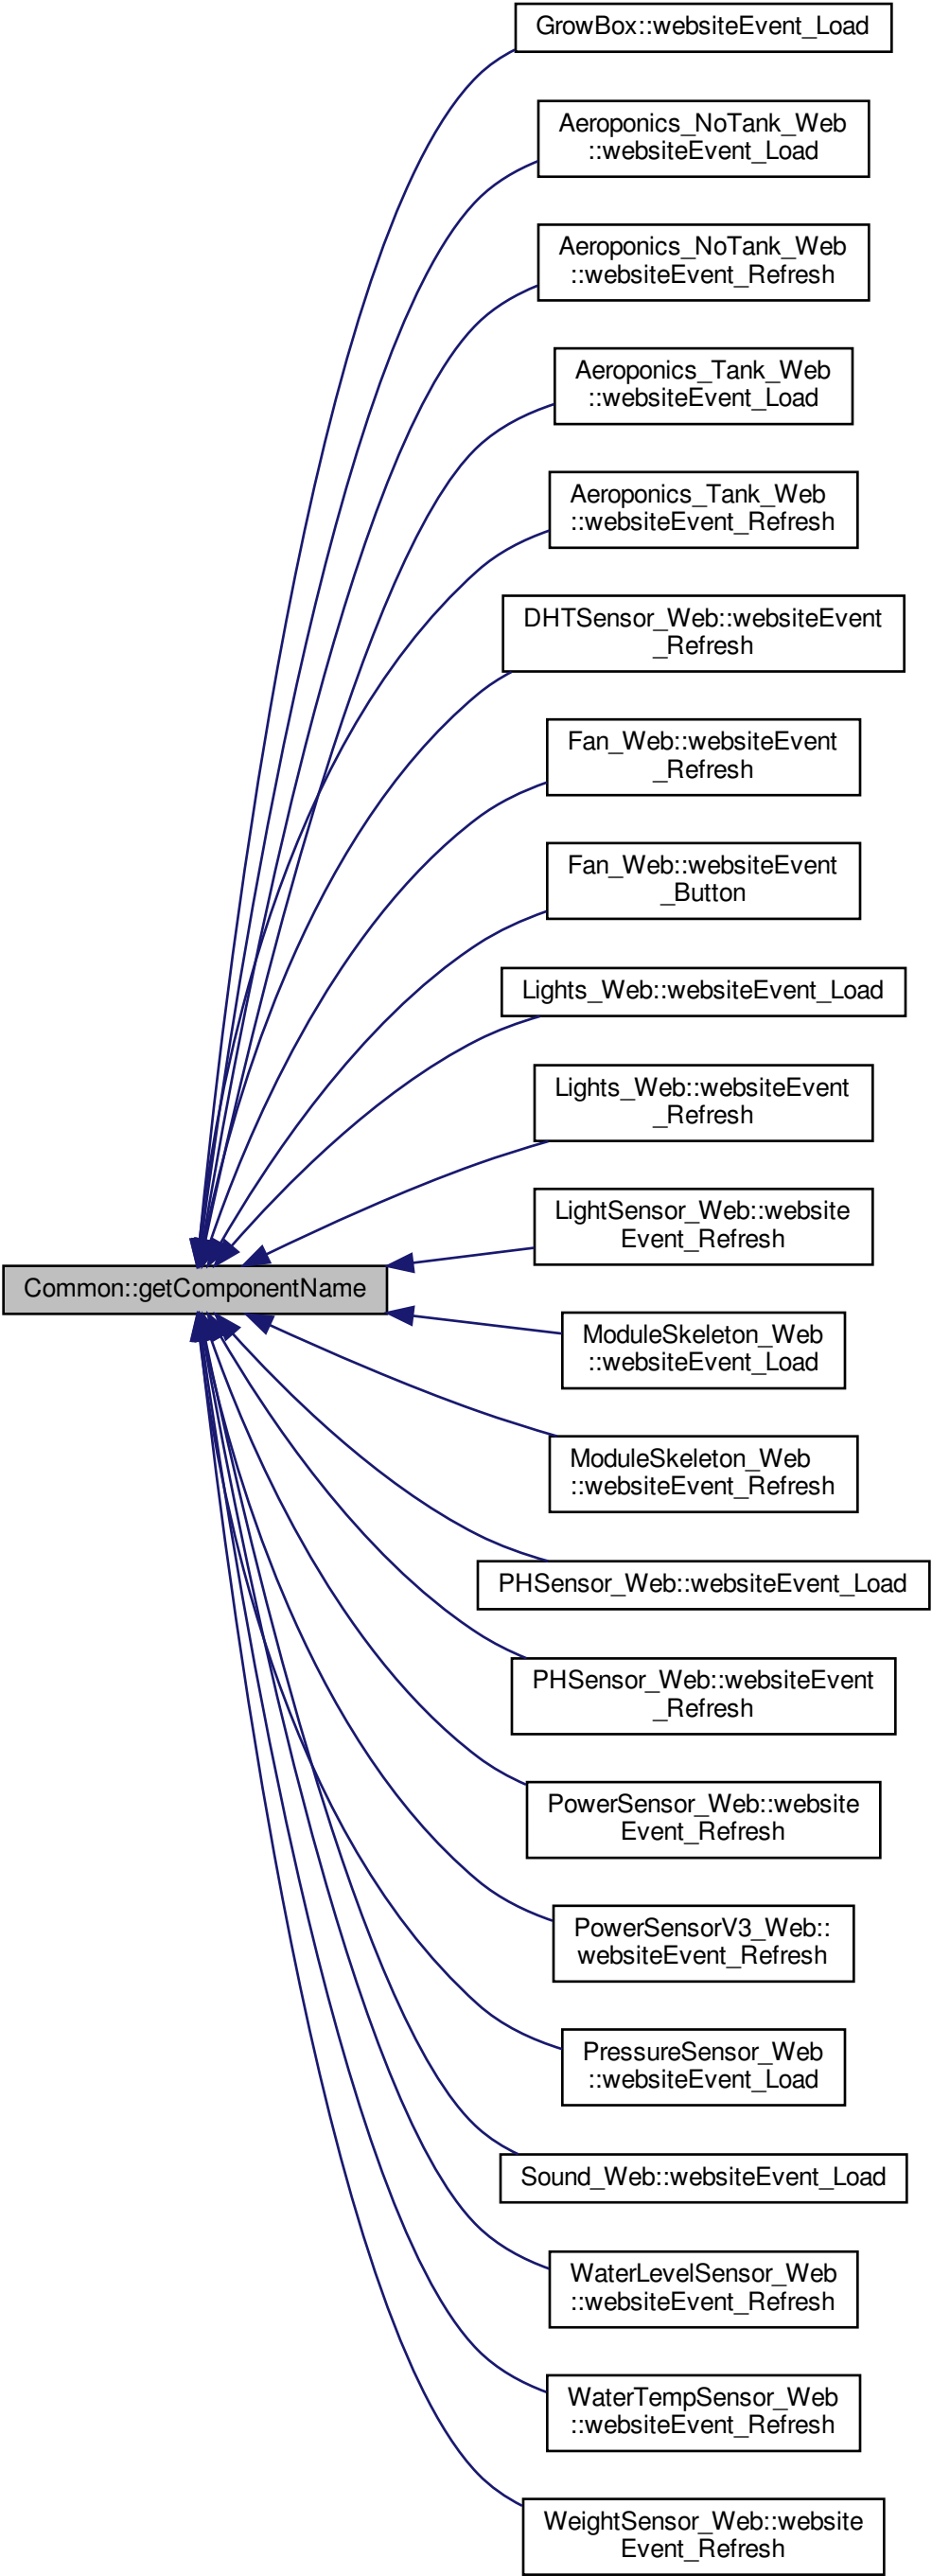 GrowBox::websiteEvent_Load
Aeroponics_NoTank_Web
::websiteEvent_Load
Aeroponics_NoTank_Web
::websiteEvent_Refresh
Aeroponics_Tank_Web
::websiteEvent_Load
Aeroponics_Tank_Web
::websiteEvent_Refresh
DHTSensor_Web::websiteEvent
_Refresh
Fan_Web::websiteEvent
_Refresh
Fan_Web::websiteEvent
_Button
Lights_Web::websiteEvent_Load
Lights_Web::websiteEvent
_Refresh
LightSensor_Web::website
Event_Refresh
Common::getComponentName
ModuleSkeleton_Web
::websiteEvent_Load
ModuleSkeleton_Web
::websiteEvent_Refresh
PHSensor_Web::websiteEvent_Load
PHSensor_Web::websiteEvent
_Refresh
PowerSensor_Web::website
Event_Refresh
PowerSensorV3_Web::
websiteEvent_Refresh
PressureSensor_Web
::websiteEvent_Load
Sound_Web::websiteEvent_Load
WaterLevelSensor_Web
::websiteEvent_Refresh
WaterTempSensor_Web
::websiteEvent_Refresh
WeightSensor_Web::website
Event_Refresh